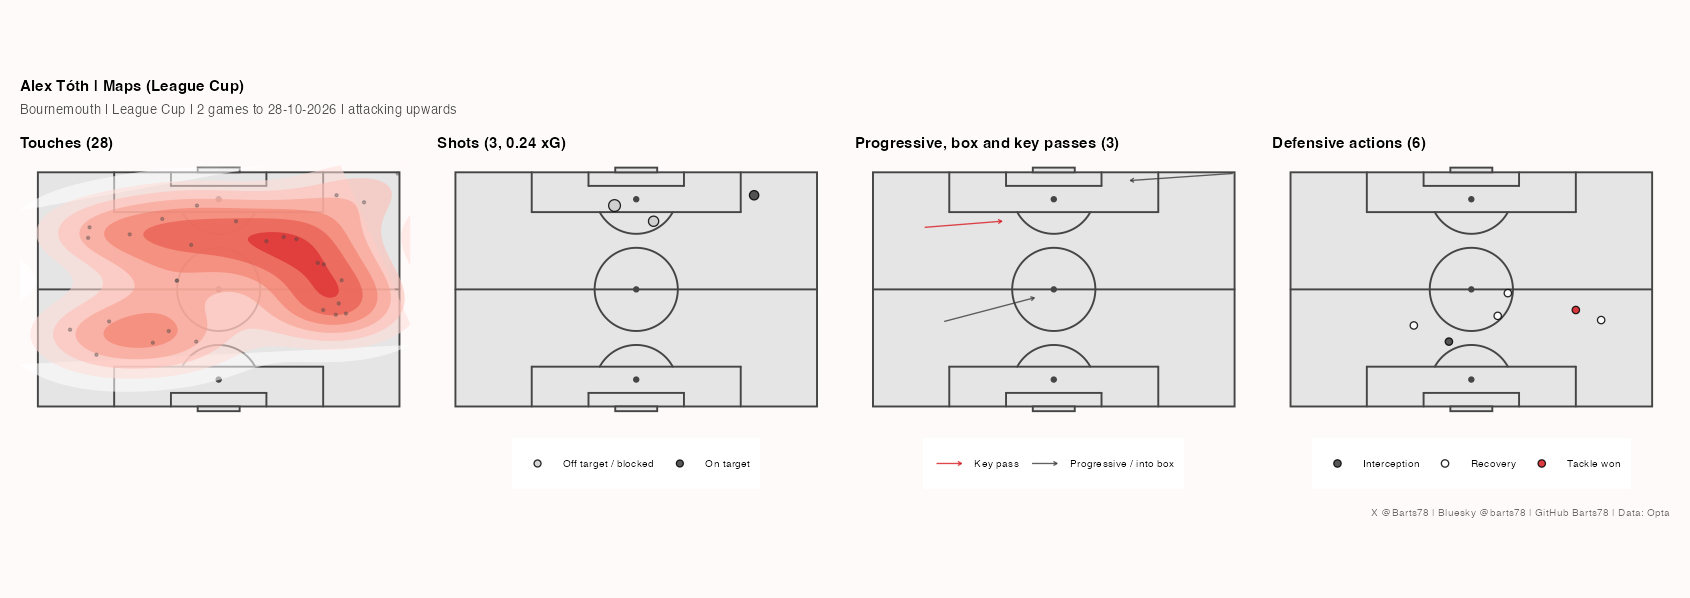 Alex Tóth | Maps (League Cup)
Bournemouth | League Cup | 2 games to 28-10-2026 | attacking upwards
Touches (28)
Shots (3, 0.24 xG)
Progressive, box and key passes (3)
Defensive actions (6)
Off target / blocked
On target
Key pass
Progressive / into box
Interception
Recovery
Tackle won
X @Barts78 | Bluesky @barts78 | GitHub Barts78 | Data: Opta